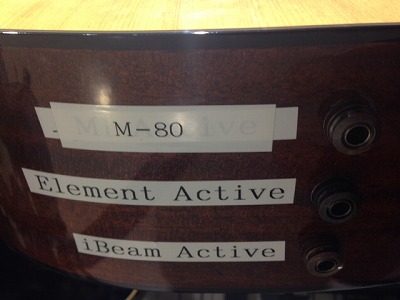 M-80
Element Active
iBeam Active